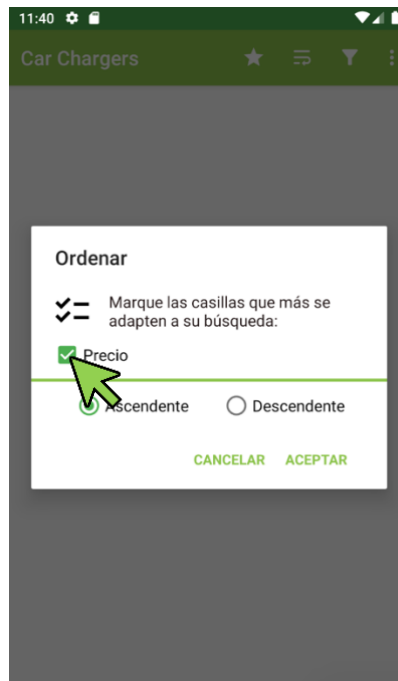 11:40
Car Chargers
Ordenar
Marque las casillas que más se
adapten a su búsqueda:
Precio
Ascendente Descendente
CANCELAR ACEPTAR